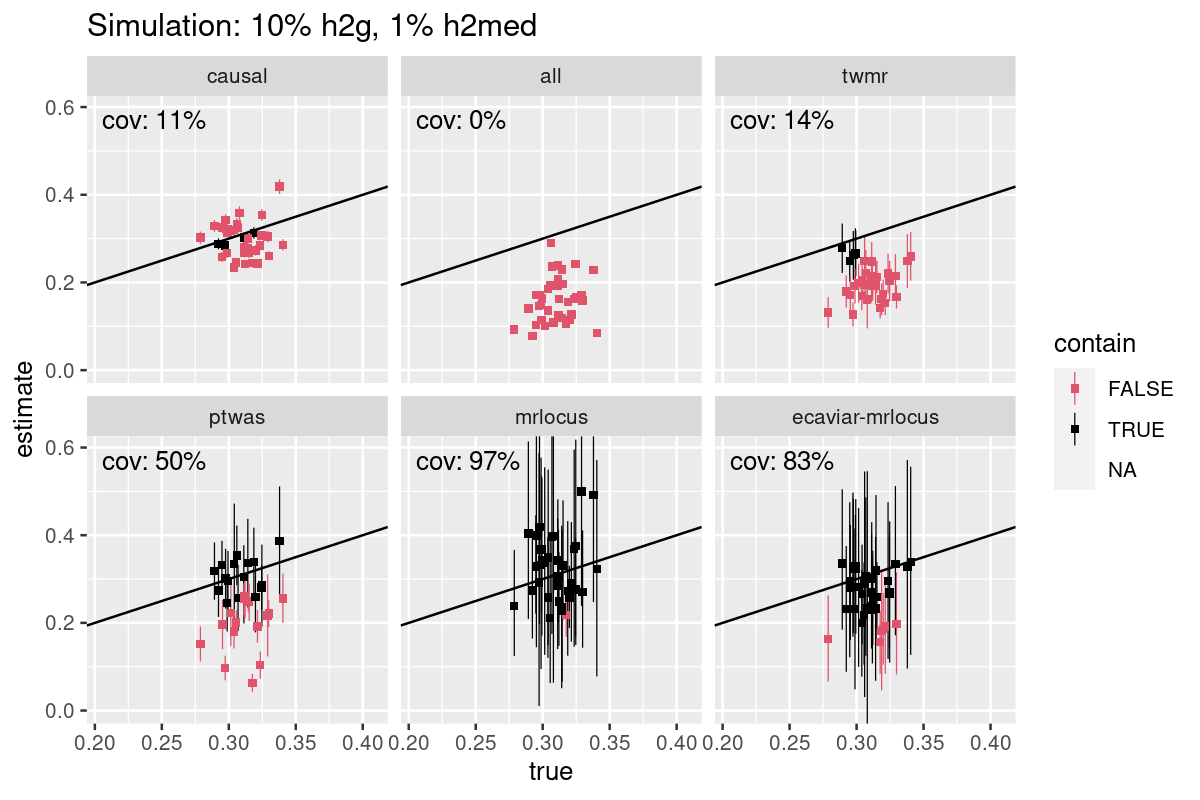 Simulation: 10% h2g, 1% h2med
causal all twmr
cov: 11% cov: 0% cov: 14%
0.6
0.4
0.2
0.0
ptwas mrlocus ecaviar-mrlocus
cov: 50% cov: 97% cov: 83%
0.6
0.4
0.2
0.0
0.20 0.25 0.30 0.35 0.40 0.20 0.25 0.30 0.35 0.40 0.20 0.25 0.30 0.35 0.40
true
estimate
contain
FALSE
TRUE
NA